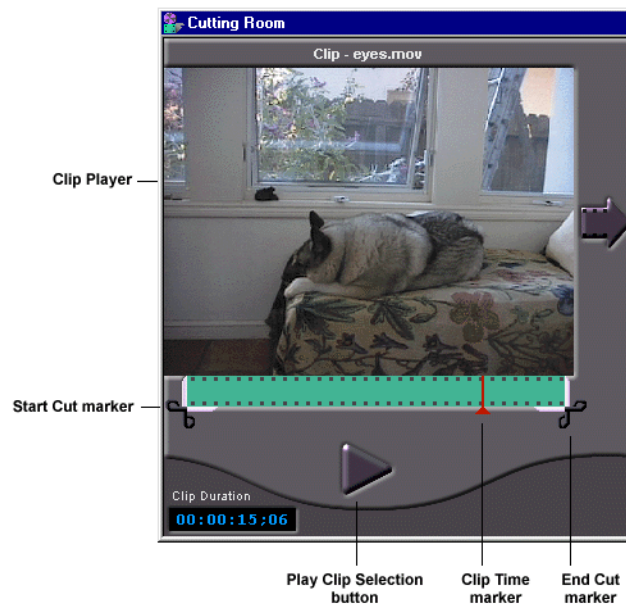 Cutting Room
Clip - eyes.mov
Clip Player
Start Cut marker
Clip Duration
00:00:15;06
Play Clip Selection
button
Clip Time
marker
End Cut
marker